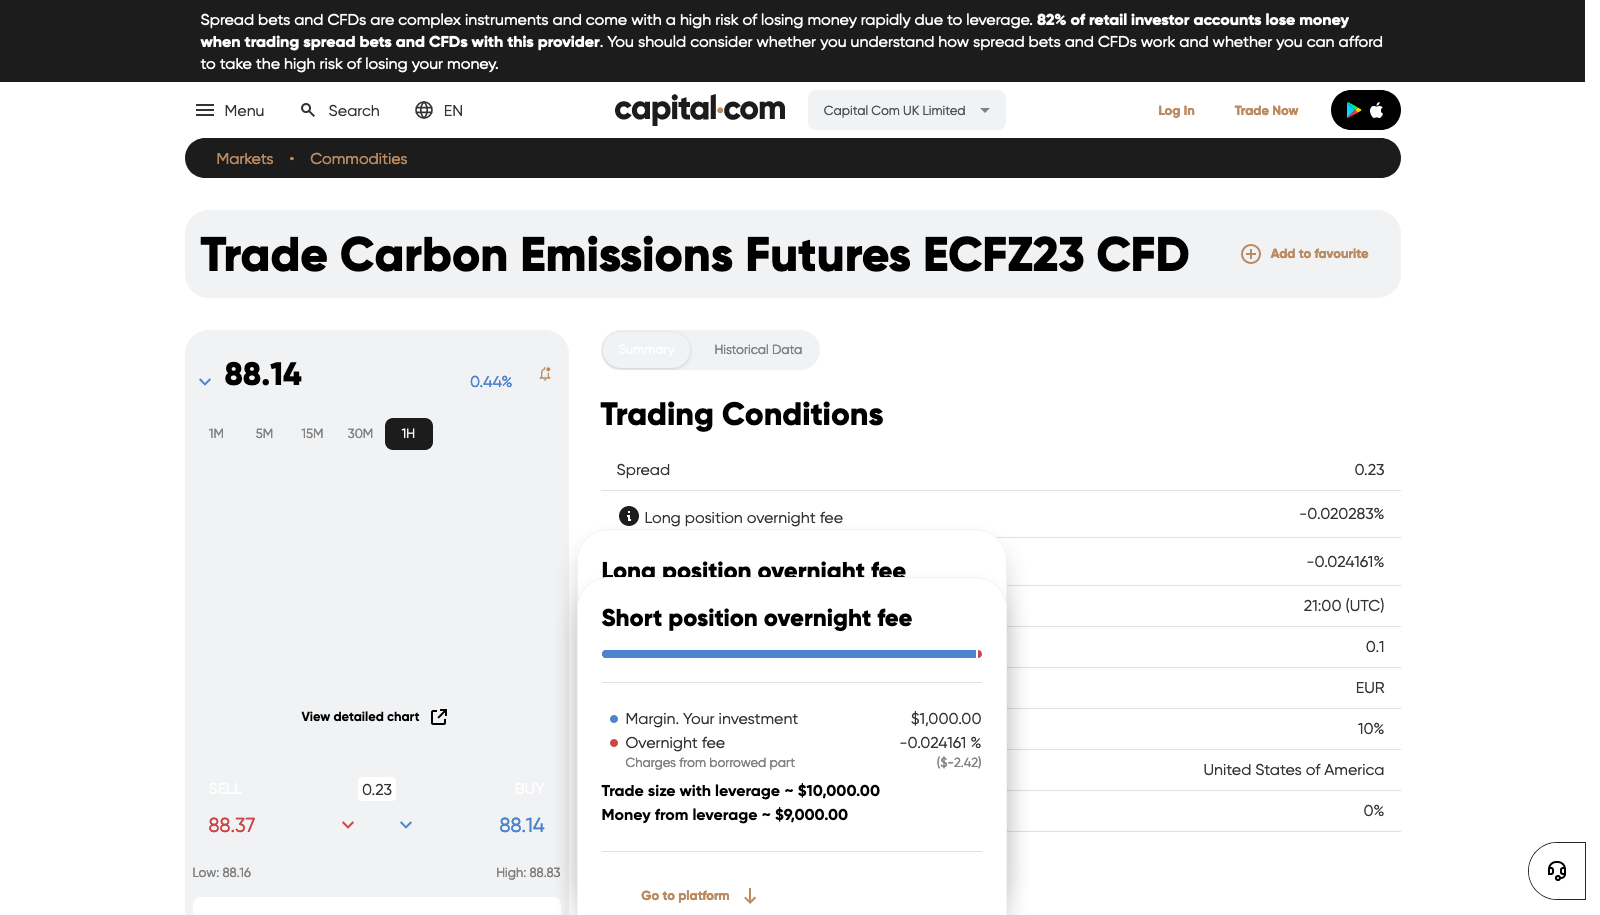 Spread bets and CFDs are complex instruments and come with a high risk of losing money rapidly due to leverage. 82% of retail investor accounts lose money
when trading spread bets and CFDs with this provider. You should consider whether you understand how spread bets and CFDs work and whether you can afford
to take the high risk of losing your money.
Menu Search EN capital.com Capital Com UK Limited Log In Trade Now
Markets • Commodities
Trade Carbon Emissions Futures ECFZ23 CFD Add to favourite
88.14 0.44%
1M 5M 15M 30M 1H
View detailed chart
SELL 0.23 BUY
88.37 88.14
Low: 88.16 High: 88.83
Summary Historical Data
Trading Conditions
Spread 0.23
Long position overnight fee -0.020283%
-0.024161%
21:00 (UTC)
0.1
EUR
10%
United States of America
0%
Long position overnight fee
Short position overnight fee
Margin. Your investment $1,000.00
Overnight fee -0.024161 %
Charges from borrowed part ($-2.42)
Trade size with leverage ~ $10,000.00
Money from leverage ~ $9,000.00
Go to platform